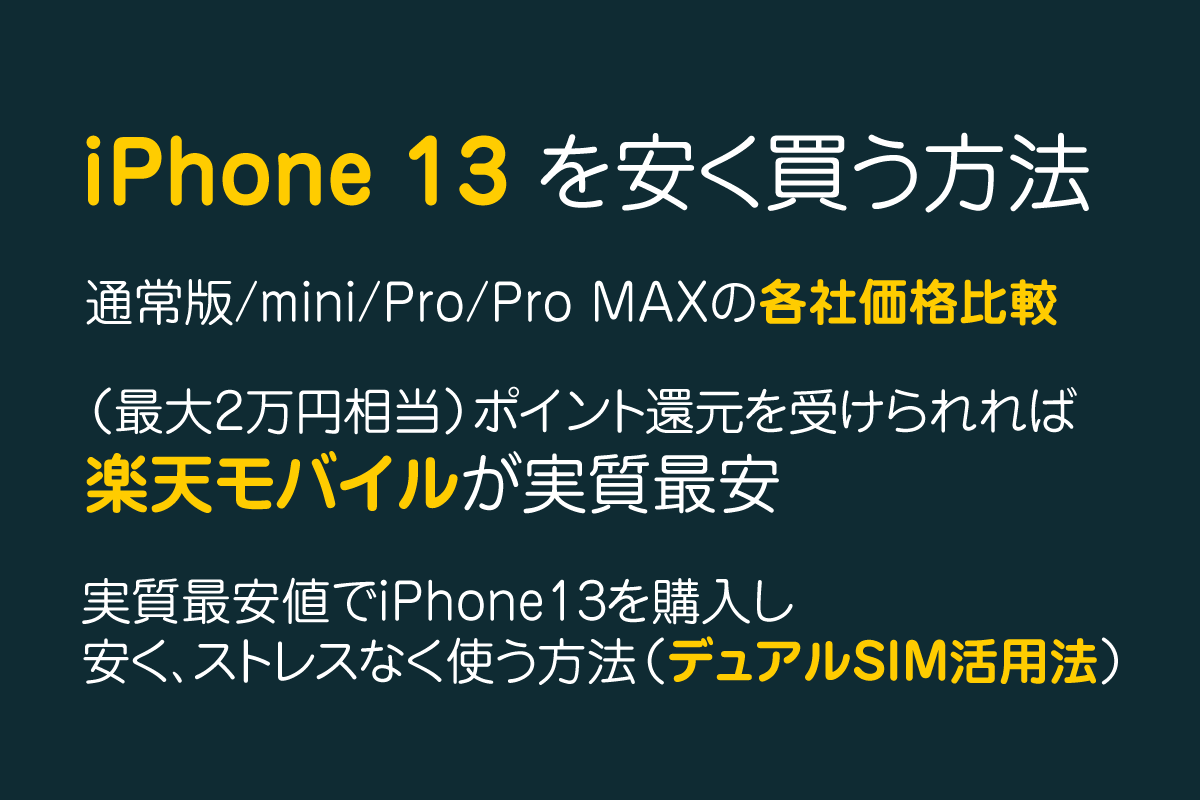 iPhone 13 を安く買う方法
通常版/mini/Pro/Pro MAXの各社価格比較
（最大2万円相当）ポイント還元を受けられれば
楽天モバイルが実質最安
実質最安値でiPhone13を購入し
安く、ストレスなく使う方法（デュアルSIM活用法）